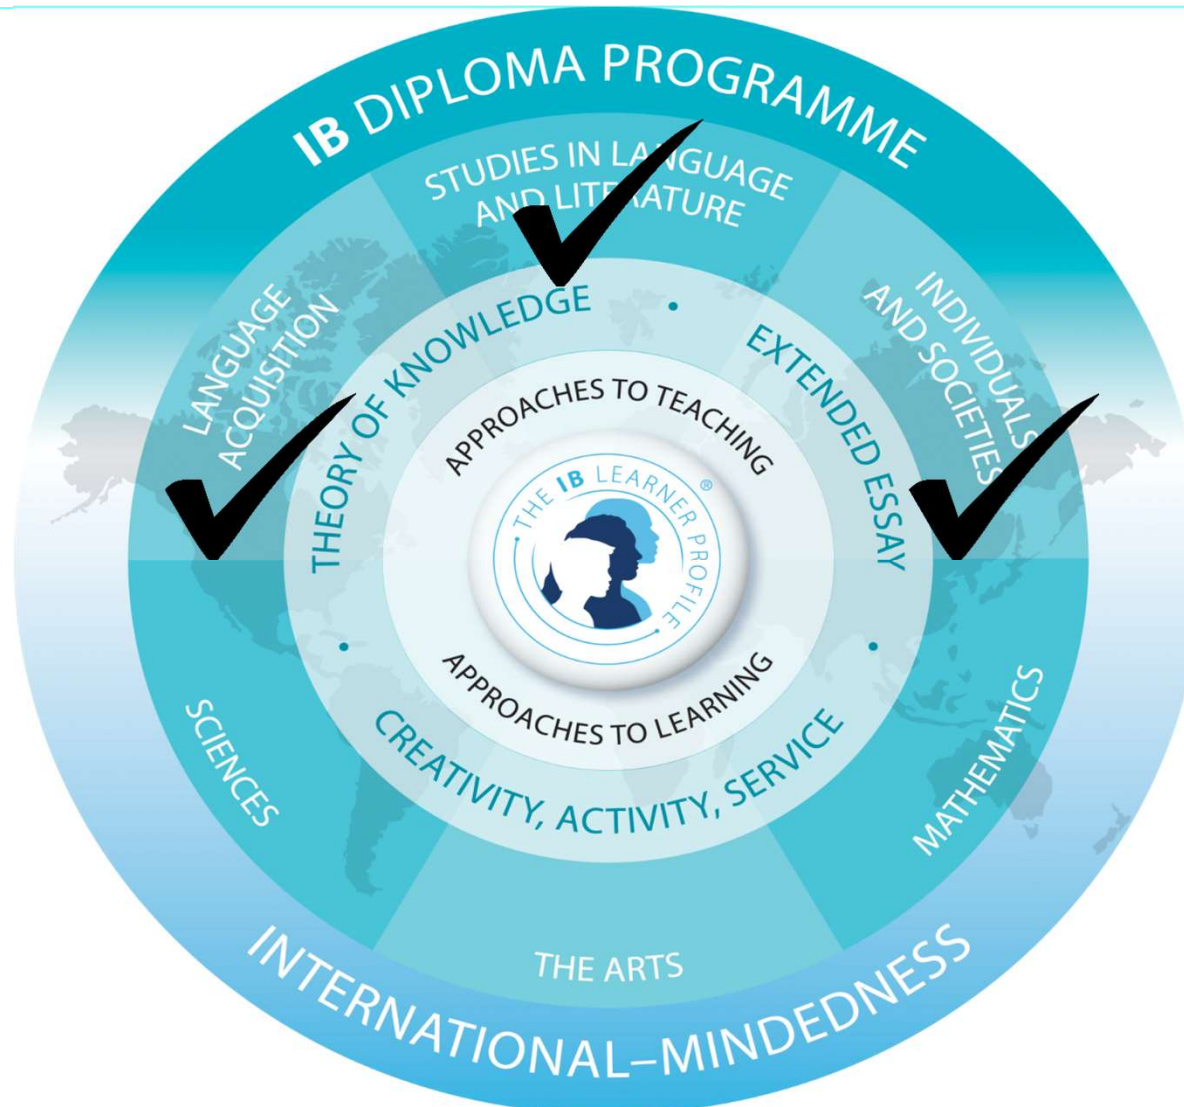 IB DIPLOMA PROGRAMME
STUDIES IN LANGUAGE
AND LITERATURE
LANGUAGE
ACQUISITION
INDIVIDUALS
AND SOCIETIES
THEORY OF KNOWLEDGE
EXTENDED ESSAY
APPROACHES TO TEACHING
THE IB LEARNER PROFILE ®
APPROACHES TO LEARNING
CREATIVITY, ACTIVITY, SERVICE
SCIENCES
MATHEMATICS
THE ARTS
INTERNATIONAL–MINDEDNESS